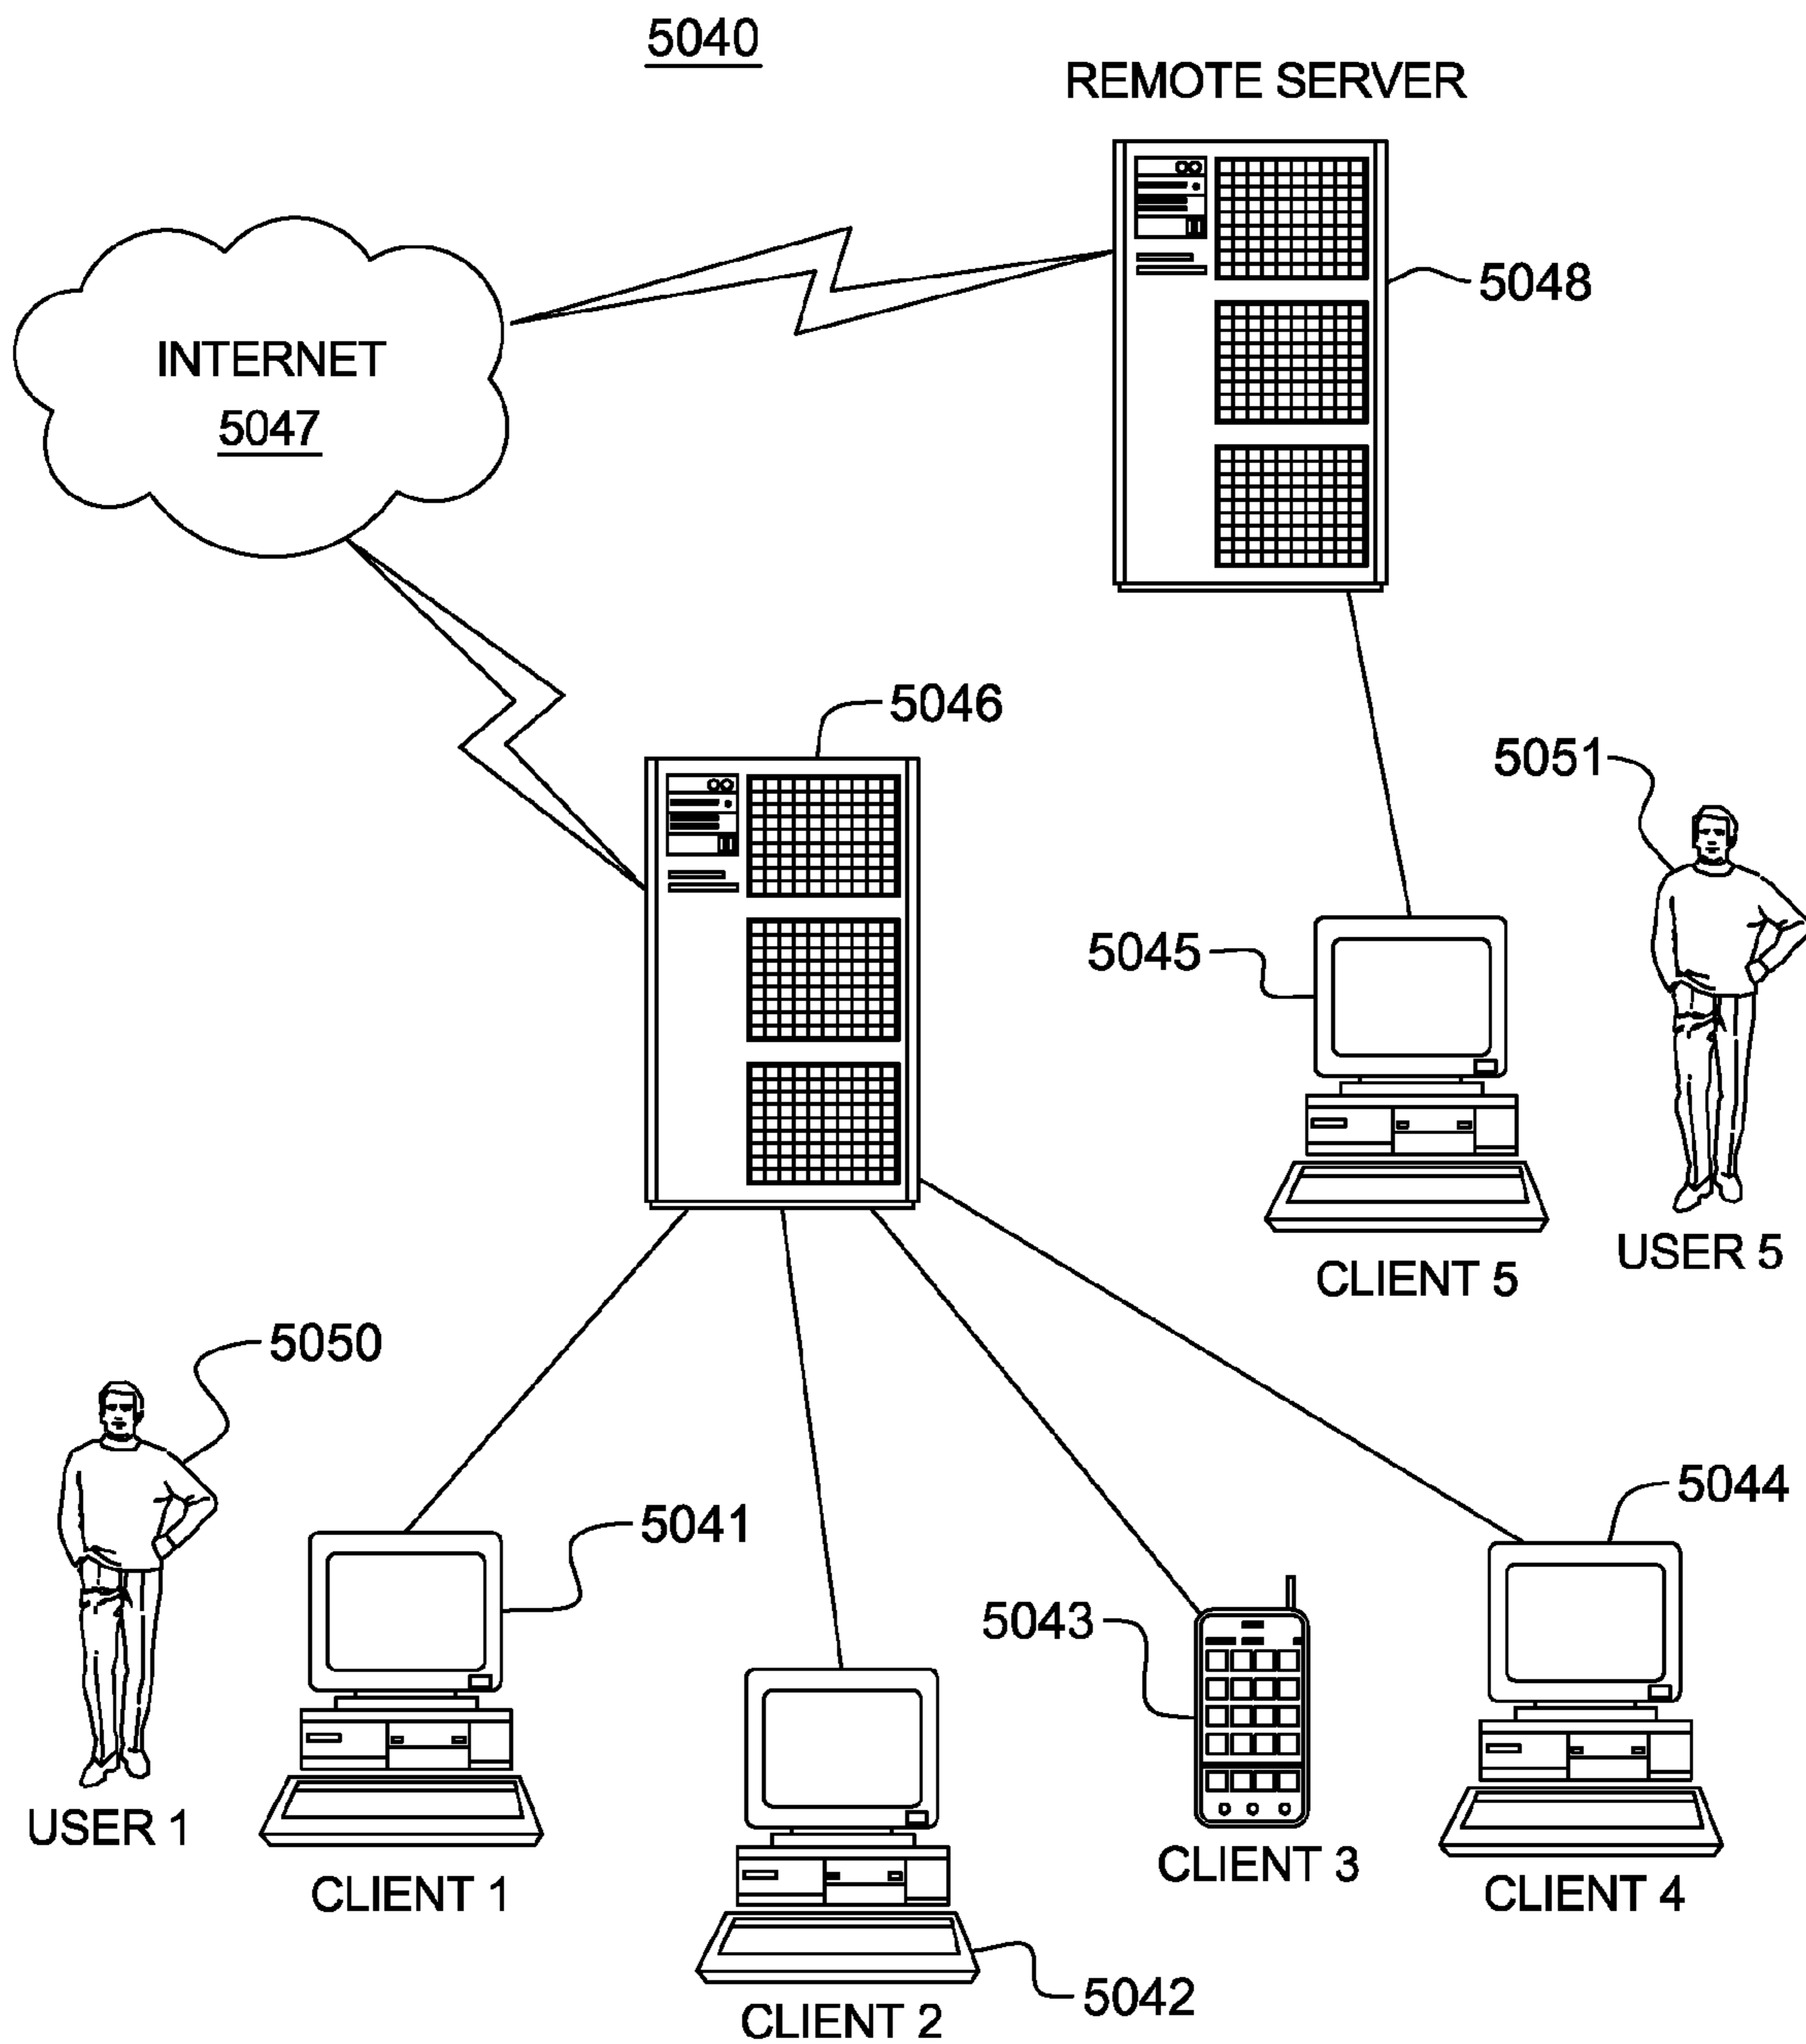 5040
REMOTE SERVER
5048
INTERNET
5047
5046
5051
5045
USER 5
CLIENT 5
5050
5044
5041
5043
USER 1
CLIENT 1
CLIENT 3
CLIENT 4
5042
CLIENT 2